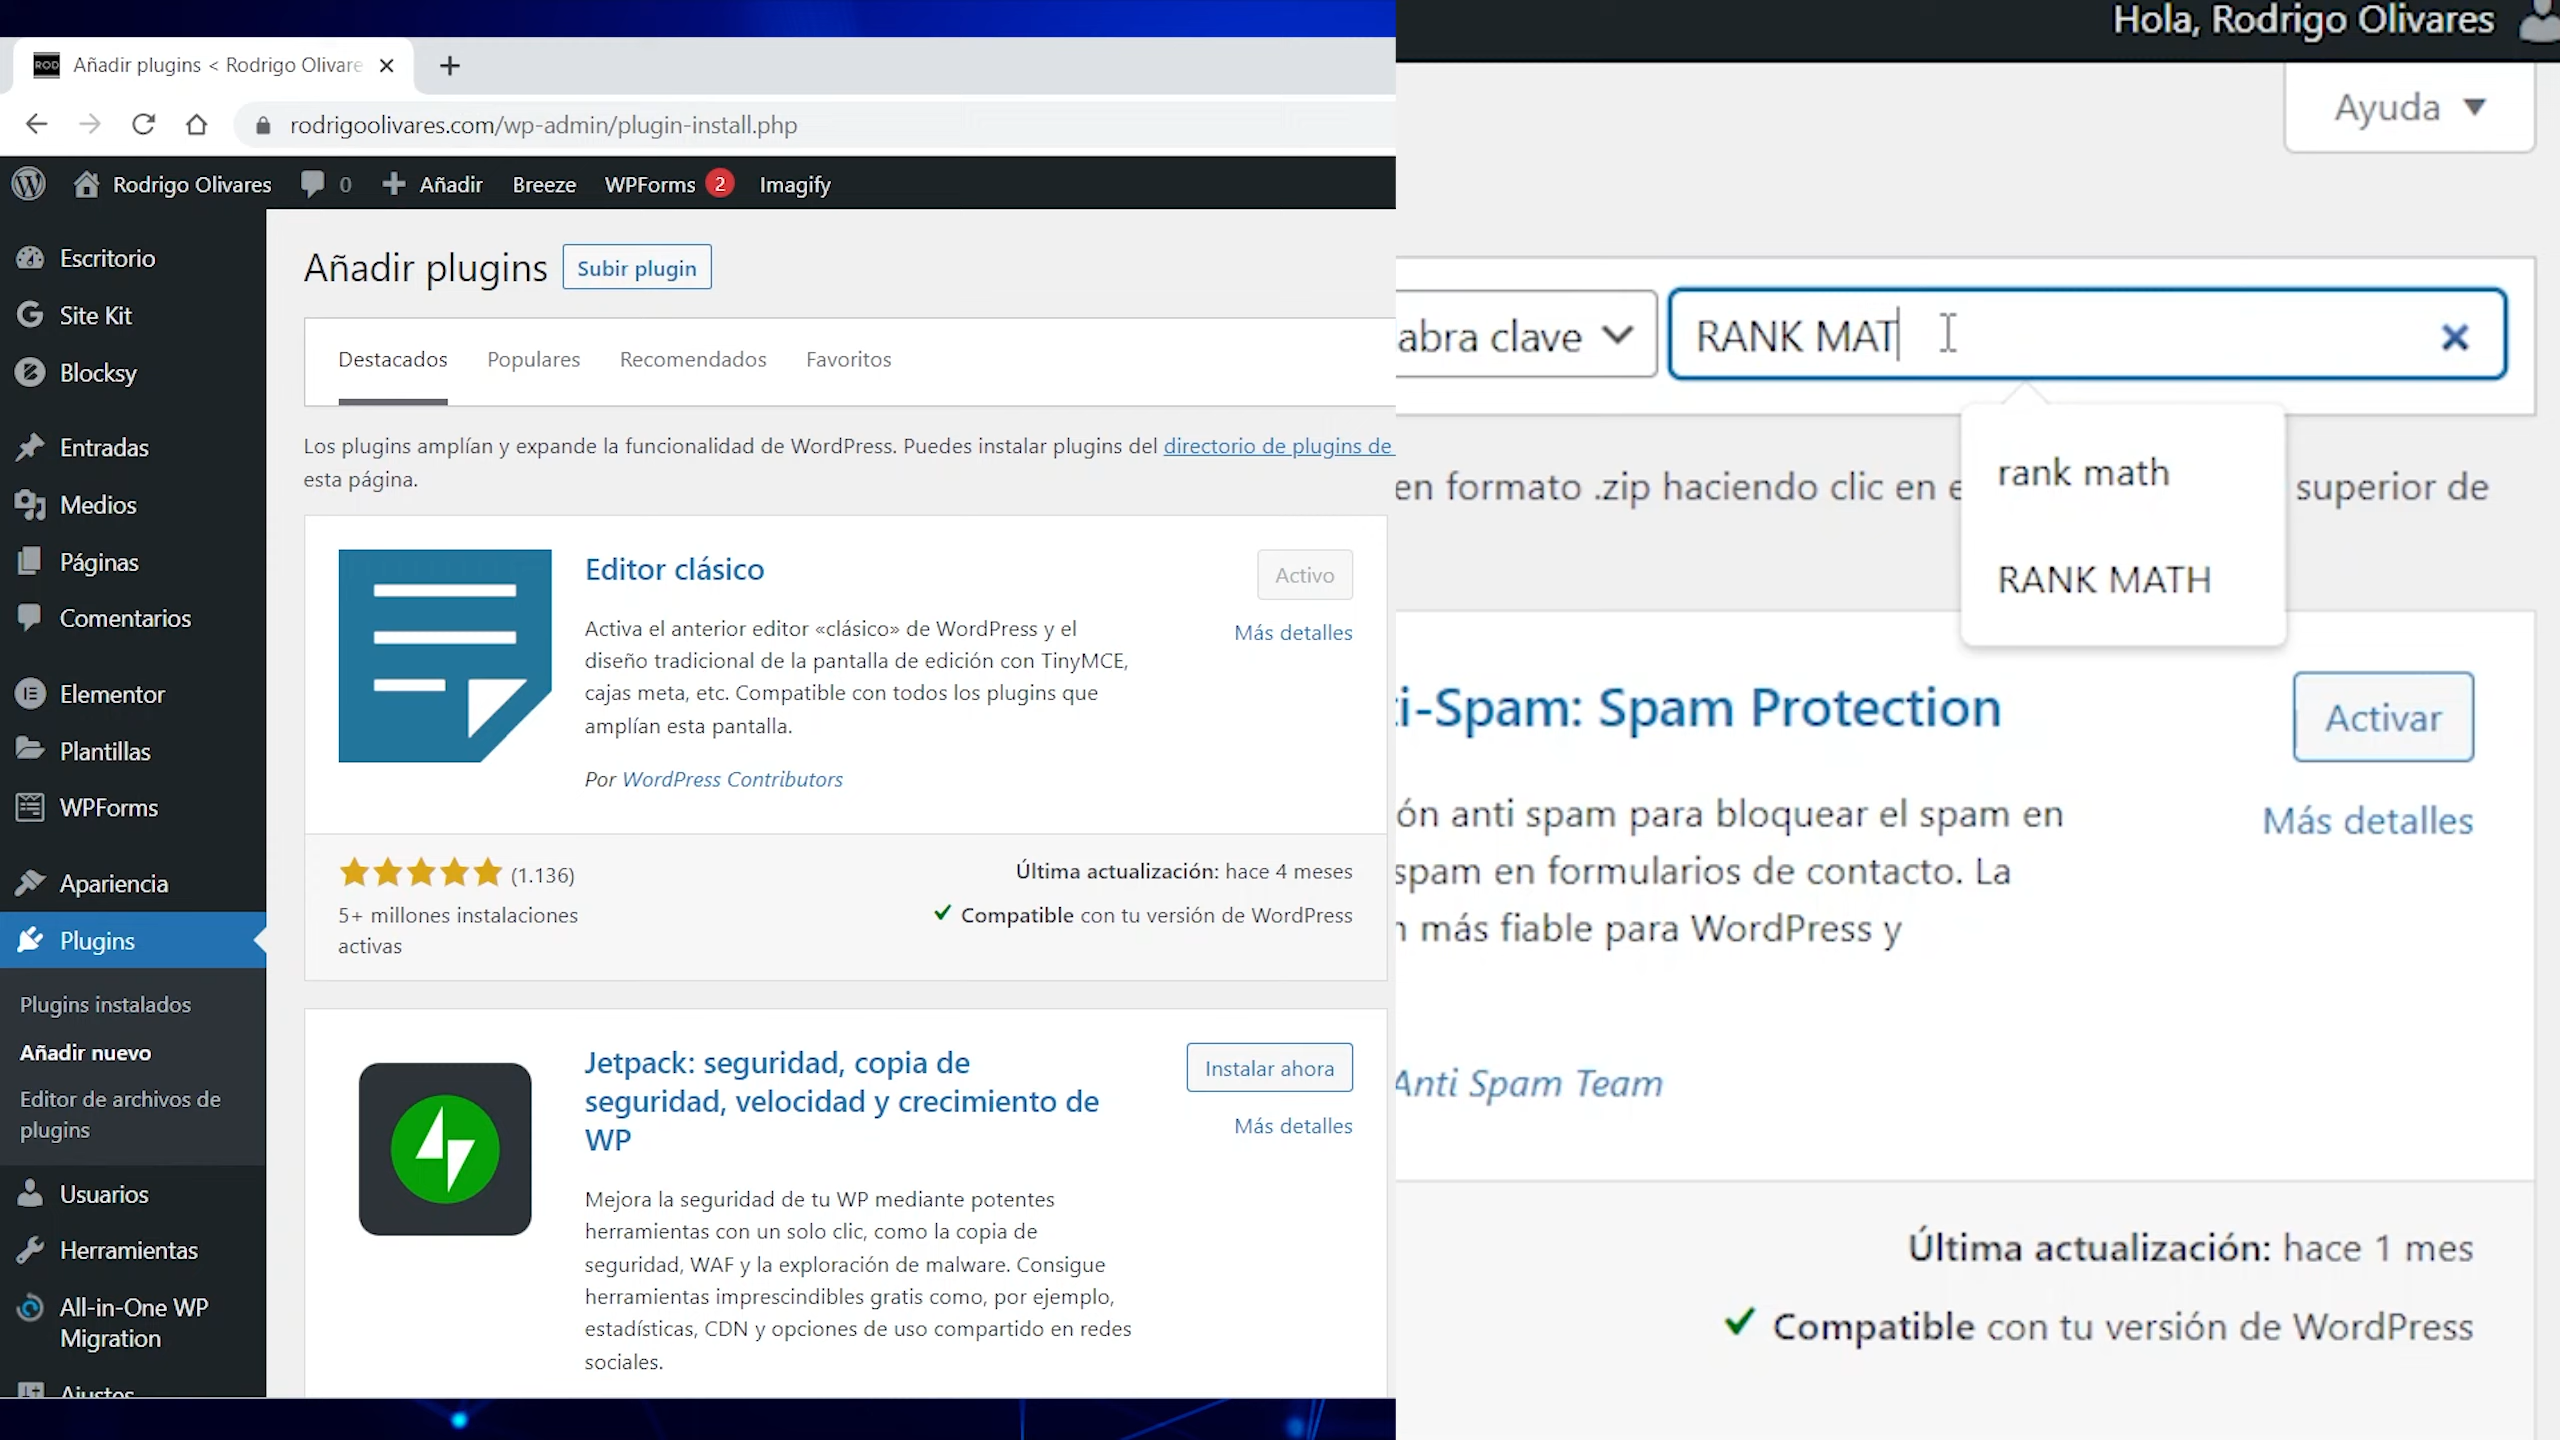 ROD Añadir plugins < Rodrigo Olivare
rodrigoolivares.com/wp-admin/plugin-install.php
Rodrigo Olivares 0 Añadir Breeze WPForms 2 Imagify
Escritorio
Site Kit
Blocksy
Entradas
Medios
Páginas
Comentarios
Elementor
Plantillas
WPForms
Apariencia
Plugins
Plugins instalados
Añadir nuevo
Editor de archivos de
plugins
Usuarios
Herramientas
All-in-One WP
Migration
Ajustes
Añadir plugins Subir plugin
Destacados Populares Recomendados Favoritos
Los plugins amplían y expande la funcionalidad de WordPress. Puedes instalar plugins del directorio de plugins de
esta página.
Editor clásico
Activo
Más detalles
Activa el anterior editor «clásico» de WordPress y el
diseño tradicional de la pantalla de edición con TinyMCE,
cajas meta, etc. Compatible con todos los plugins que
amplían esta pantalla.
Por WordPress Contributors
(1.136)
5+ millones instalaciones
activas
Última actualización: hace 4 meses
Compatible con tu versión de WordPress
Jetpack: seguridad, copia de
seguridad, velocidad y crecimiento de
WP
Instalar ahora
Más detalles
Mejora la seguridad de tu WP mediante potentes
herramientas con un solo clic, como la copia de
seguridad, WAF y la exploración de malware. Consigue
herramientas imprescindibles gratis como, por ejemplo,
estadísticas, CDN y opciones de uso compartido en redes
sociales.
Hola, Rodrigo Olivares
Ayuda
abra clave
RANK MAT
rank math
RANK MATH
en formato .zip haciendo clic en e superior de
ti-Spam: Spam Protection
Activar
Más detalles
ón anti spam para bloquear el spam en
spam en formularios de contacto. La
n más fiable para WordPress y
Anti Spam Team
Última actualización: hace 1 mes
Compatible con tu versión de WordPress